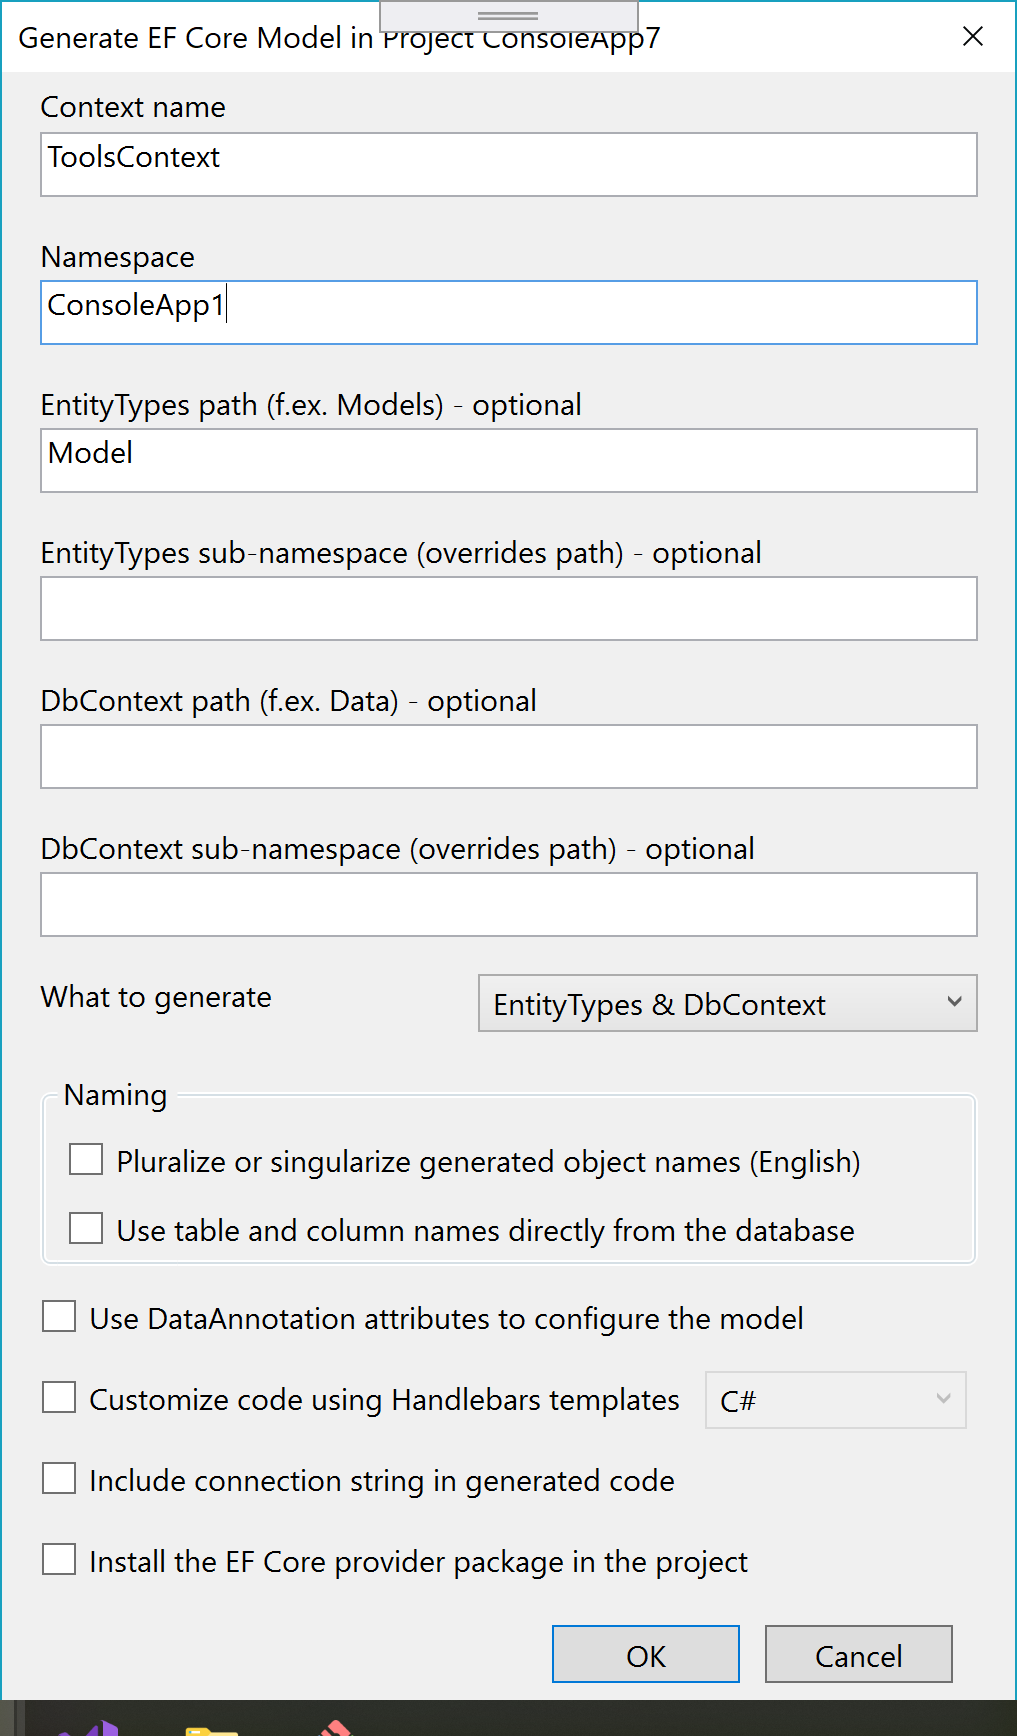 Generate EF Core Model in Project ConsoleApp7
Context name
ToolsContext
Namespace
ConsoleApp1
EntityTypes path (f.ex. Models) - optional
Model
EntityTypes sub-namespace (overrides path) - optional
DbContext path (f.ex. Data) - optional
DbContext sub-namespace (overrides path) - optional
What to generate
EntityTypes & DbContext
Naming
Pluralize or singularize generated object names (English)
Use table and column names directly from the database
Use DataAnnotation attributes to configure the model
Customize code using Handlebars templates
C#
Include connection string in generated code
Install the EF Core provider package in the project
OK
Cancel